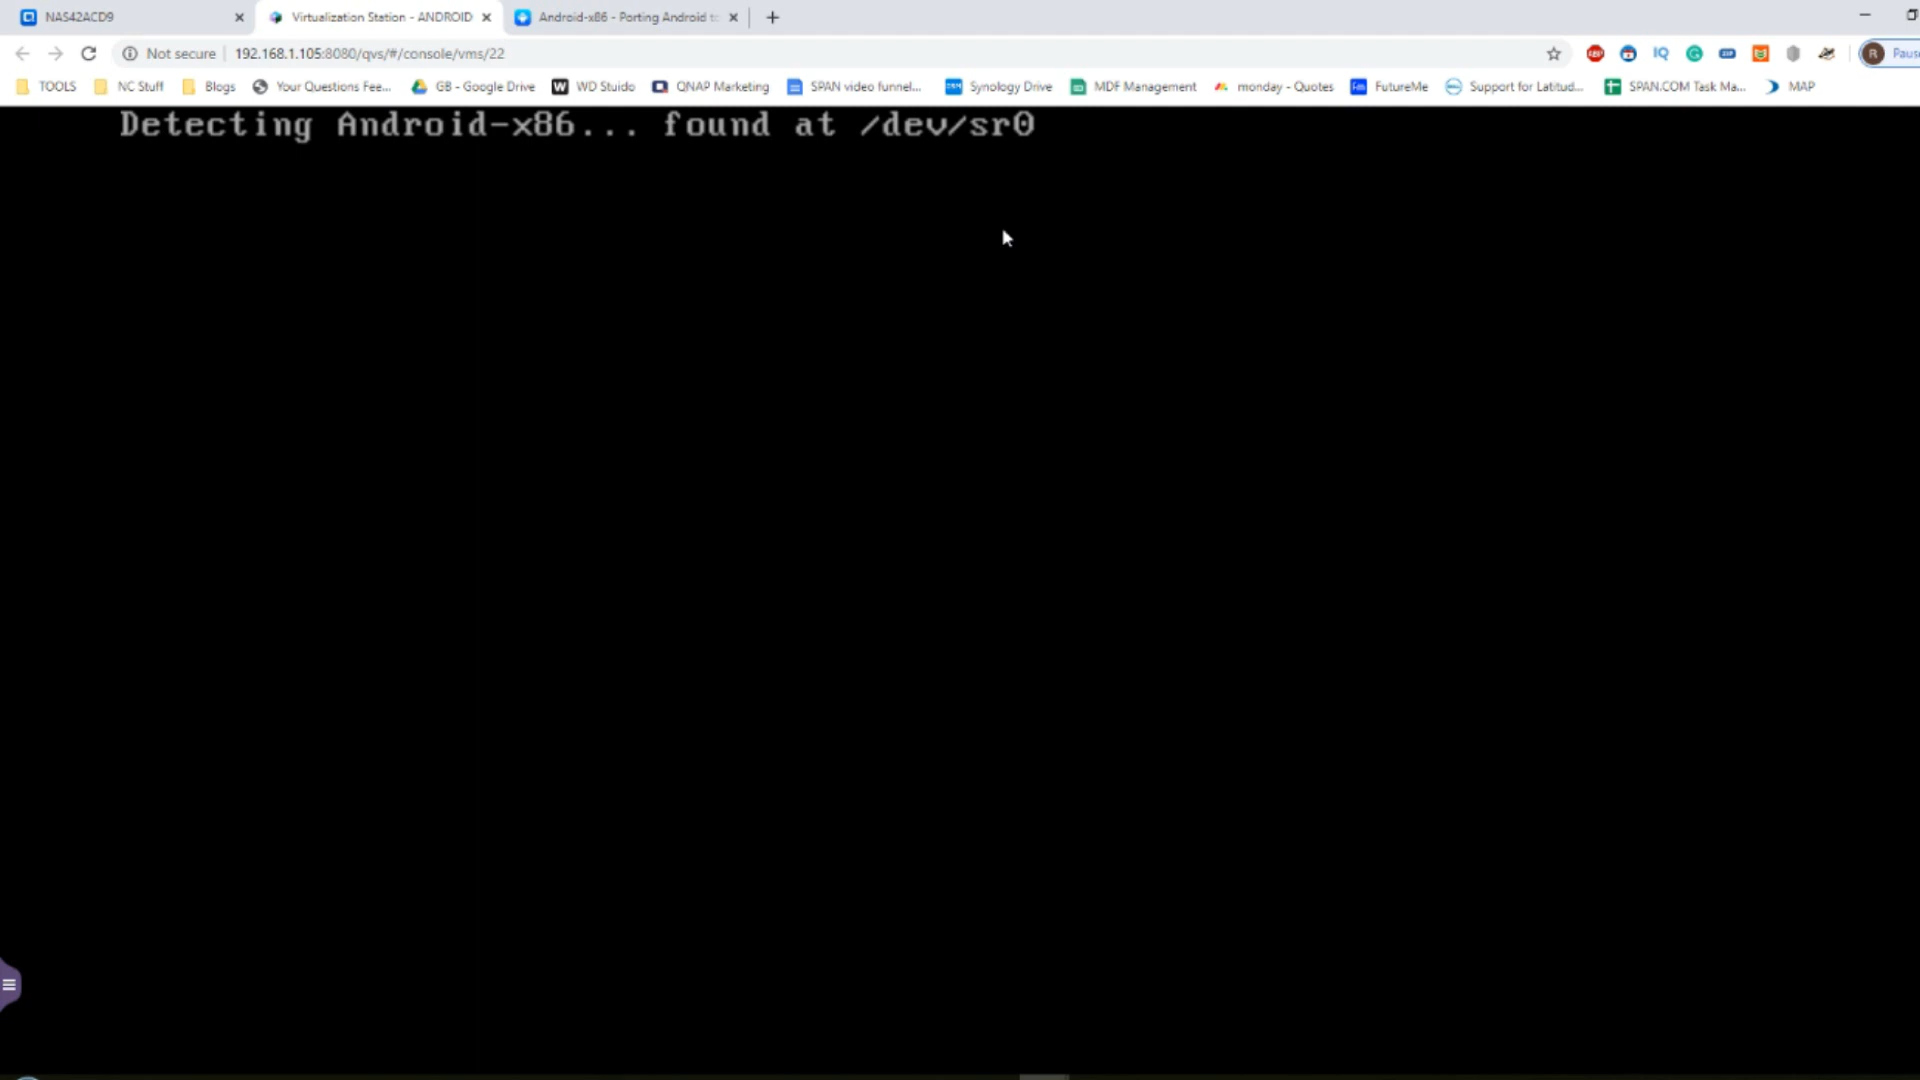 NAS42ACD9
Virtualization Station - ANDROID
Android-x86 - Porting Android to
Not secure
192.168.1.105:8080/qvs/#/console/vms/22
R
Paus
TOOLS
NC Stuff
Blogs
Your Questions Fee...
GB - Google Drive
WD Stuido
QNAP Marketing
SPAN video funnel...
Synology Drive
MDF Management
monday - Quotes
FutureMe
Support for Latitud...
SPAN.COM Task Ma...
MAP
Detecting Android-x86... found at /dev/sr0